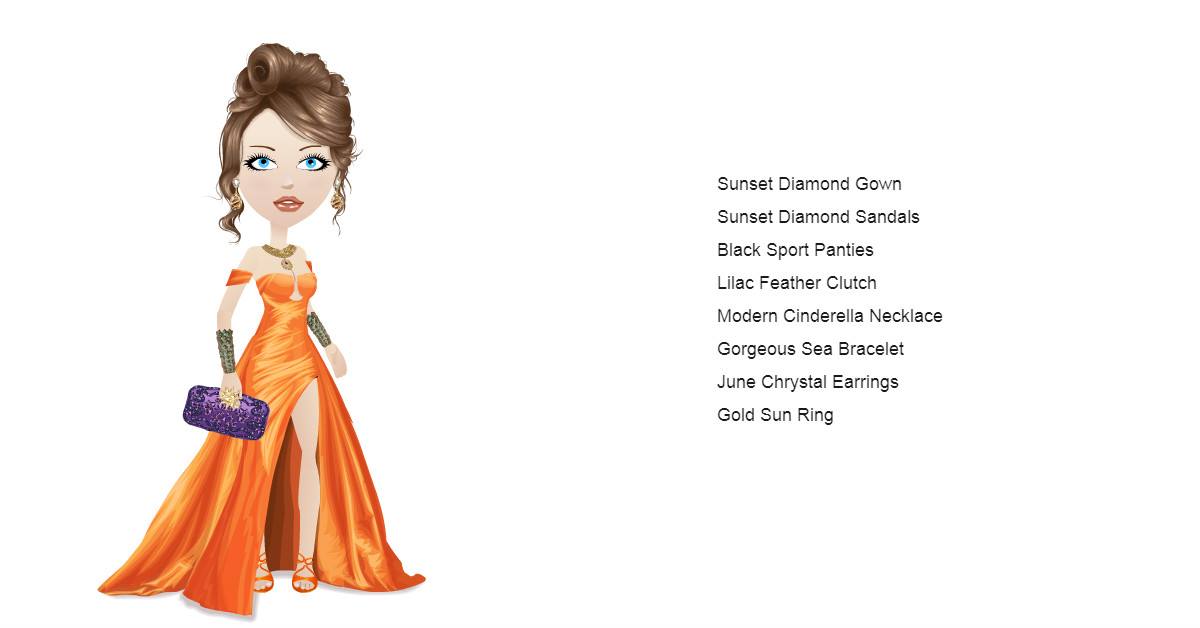 Sunset Diamond Gown
Sunset Diamond Sandals
Black Sport Panties
Lilac Feather Clutch
Modern Cinderella Necklace
Gorgeous Sea Bracelet
June Chrystal Earrings
Gold Sun Ring